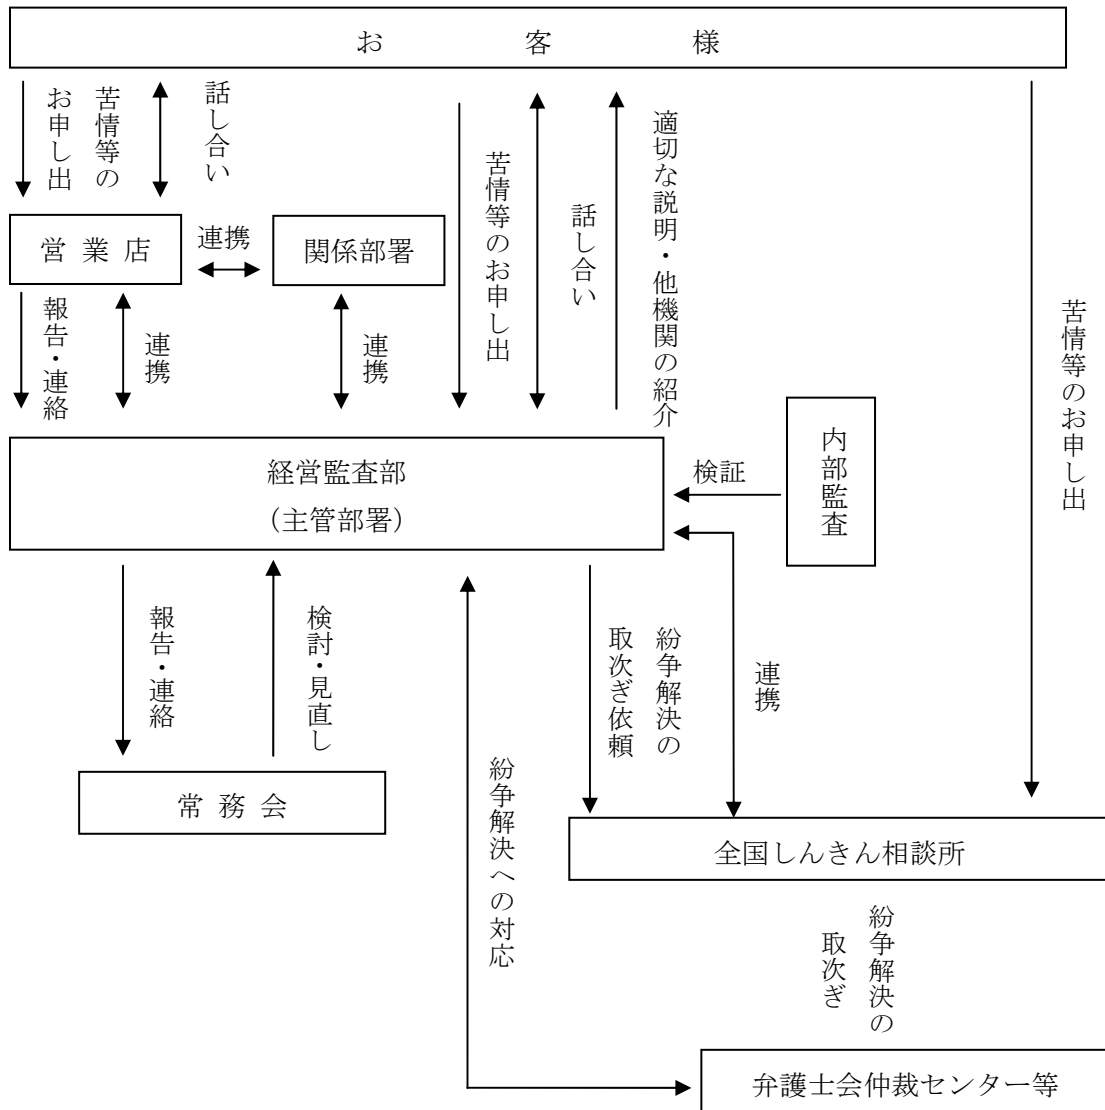 お客様
苦情等の
お申し出
話し合い
苦情等のお申し出
話し合い
適切な説明・他機関の紹介
苦情等のお申し出
営業店
連携
関係部署
報告・連絡
連携
連携
経営監査部
（主管部署）
検証
内部監査
報告・連絡
検討・見直し
紛争解決への対応
紛争解決の
取次ぎ依頼
連携
常務会
全国しんきん相談所
紛争解決の
取次ぎ
弁護士会仲裁センター等